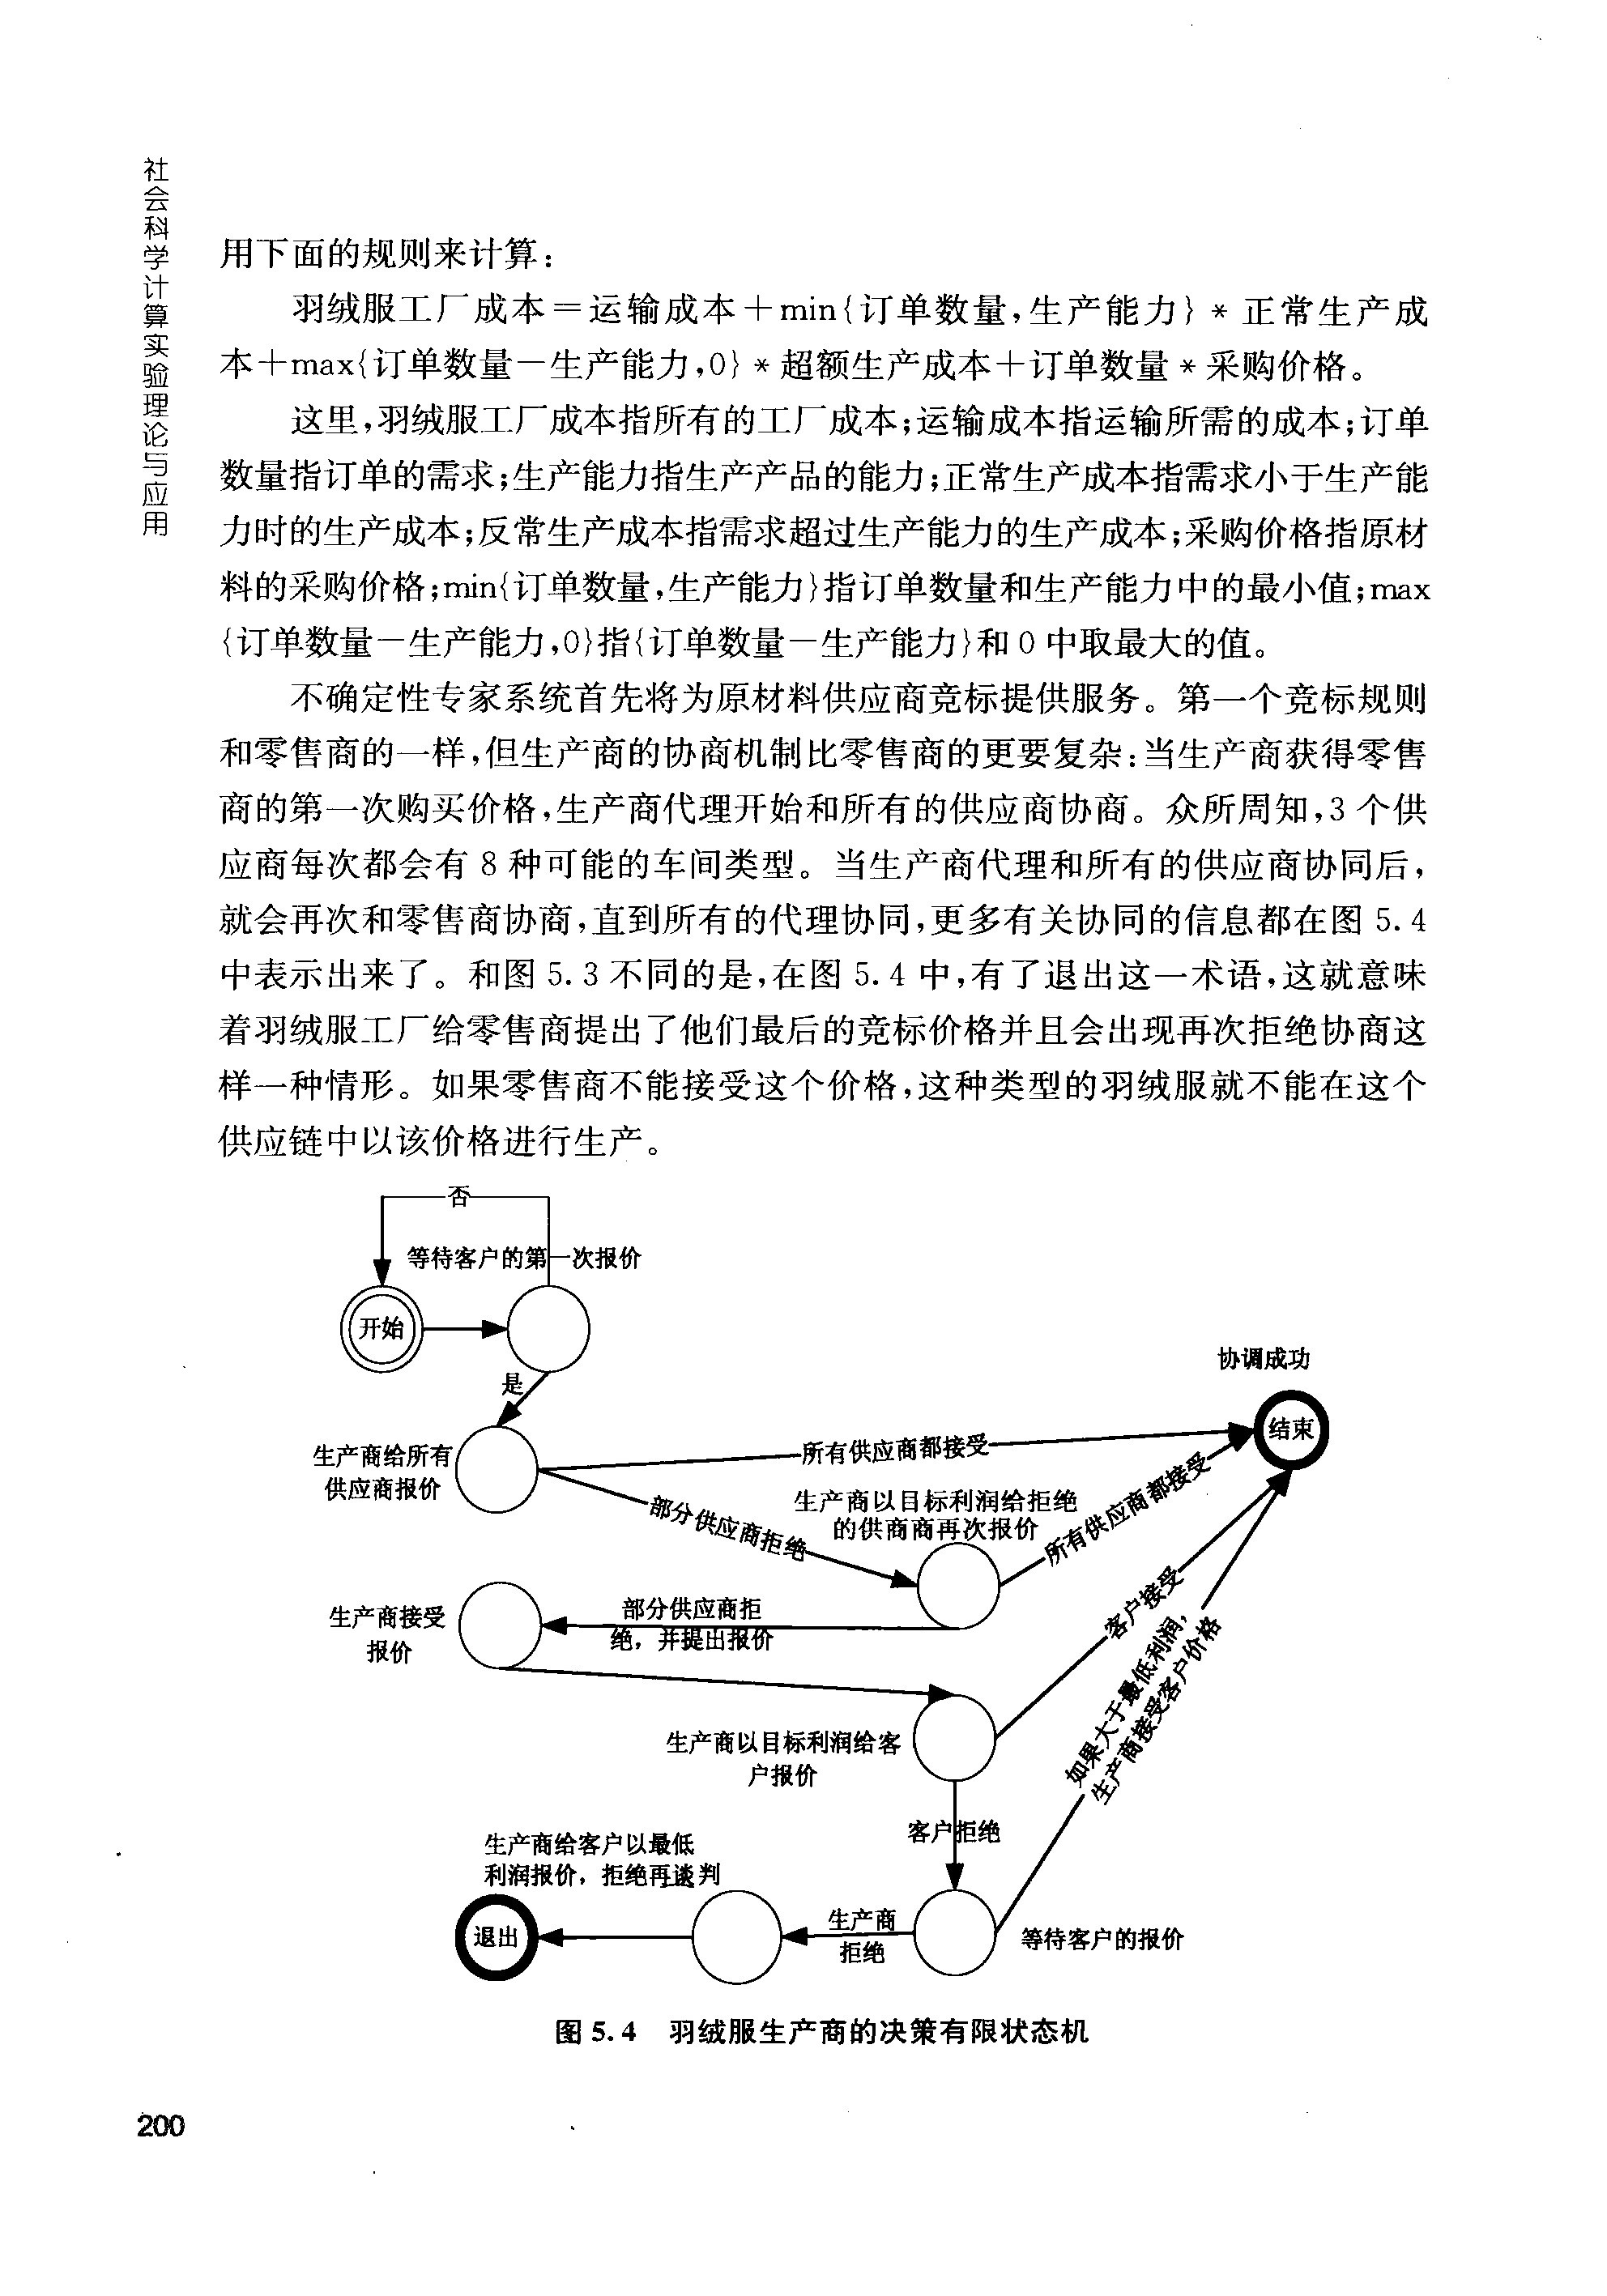 社会科学计算实验理论与应用
用下面的规则来计算：
羽绒服工厂成本＝运输成本＋min{订单数量，生产能力}*正常生产成
本＋max{订单数量－生产能力，0}*超额生产成本＋订单数量*采购价格。
这里，羽绒服工厂成本指所有的工厂成本；运输成本指运输所需的成本；订单
数量指订单的需求；生产能力指生产产品的能力；正常生产成本指需求小于生产能
力时的生产成本；反常生产成本指需求超过生产能力的生产成本；采购价格指原材
料的采购价格；min{订单数量，生产能力}指订单数量和生产能力中的最小值；max
{订单数量－生产能力，0}指{订单数量－生产能力}和0中取最大的值。
不确定性专家系统首先将为原材料供应商竞标提供服务。第一个竞标规则
和零售商的一样，但生产商的协商机制比零售商的更要复杂：当生产商获得零售
商的第一次购买价格，生产商代理开始和所有的供应商协商。众所周知，3个供
应商每次都会有8种可能的车间类型。当生产商代理和所有的供应商协同后，
就会再次和零售商协商，直到所有的代理协同，更多有关协同的信息都在图5.4
中表示出来了。和图5.3不同的是，在图5.4中，有了退出这一术语，这就意味
着羽绒服工厂给零售商提出了他们最后的竞标价格并且会出现再次拒绝协商这
样一种情形。如果零售商不能接受这个价格，这种类型的羽绒服就不能在这个
供应链中以该价格进行生产。
否
等待客户的第一次报价
开始
是
协调成功
结束
生产商给所有
供应商报价
所有供应商都接受
部分供应商拒绝
生产商以目标利润给拒绝
的供商商再次报价
所有供应商都接受
生产商接受
报价
部分供应商拒
绝，并提出报价
客户接受
如果大于最低利润，
生产商接受客户价格
生产商以目标利润给客
户报价
客户拒绝
生产商给客户以最低
利润报价，拒绝再谈判
退出
生产商
拒绝
等待客户的报价
图5.4 羽绒服生产商的决策有限状态机
200